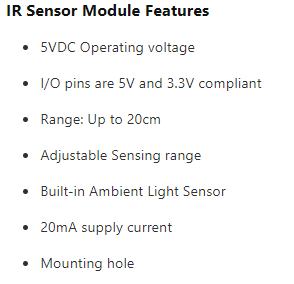 IR Sensor Module Features
5VDC Operating voltage
I/O pins are 5V and 3.3V compliant
Range: Up to 20cm
Adjustable Sensing range
Built-in Ambient Light Sensor
20mA supply current
Mounting hole